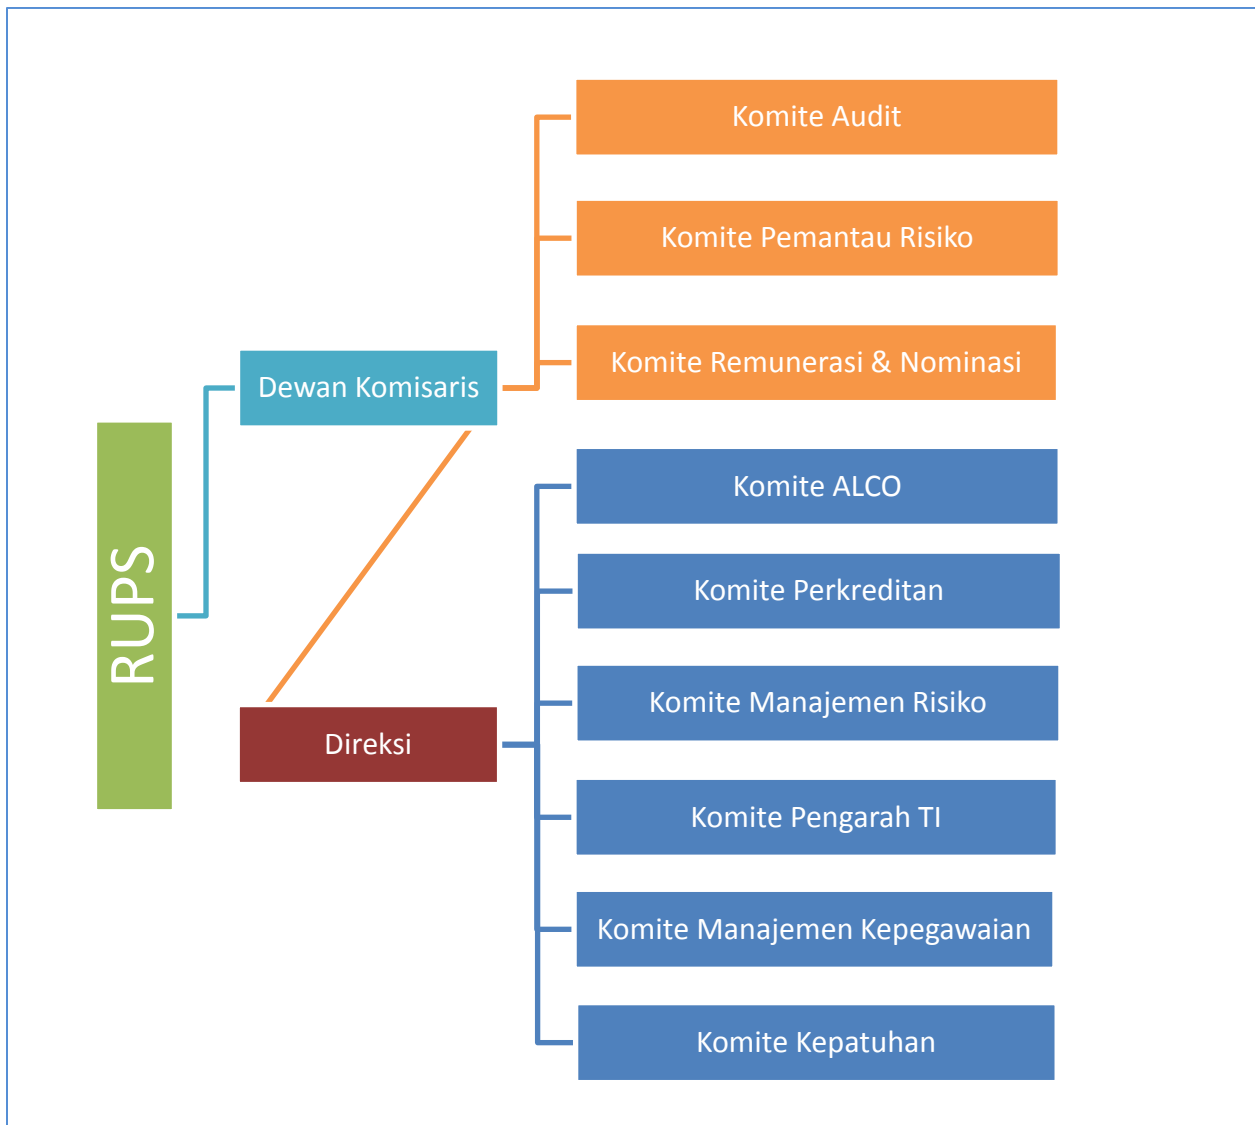 RUPS
Dewan Komisaris
Komite Audit
Komite Pemantau Risiko
Komite Remunerasi & Nominasi
Direksi
Komite ALCO
Komite Perkreditan
Komite Manajemen Risiko
Komite Pengarah TI
Komite Manajemen Kepegawaian
Komite Kepatuhan